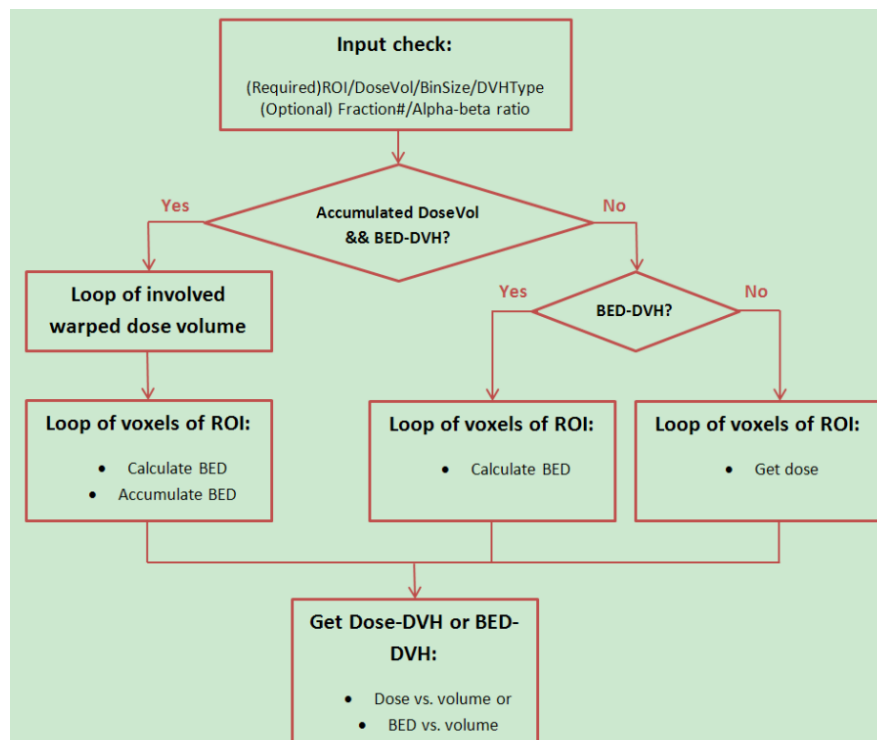 Input check:
(Required)ROI/DoseVol/BinSize/DVHType
(Optional) Fraction#/Alpha-beta ratio
Yes
Accumulated DoseVol
&& BED-DVH?
No
Loop of involved
warped dose volume
Yes
BED-DVH?
No
Loop of voxels of ROI:
• Calculate BED
• Accumulate BED
Loop of voxels of ROI:
• Calculate BED
Loop of voxels of ROI:
• Get dose
Get Dose-DVH or BED-
DVH:
• Dose vs. volume or
• BED vs. volume